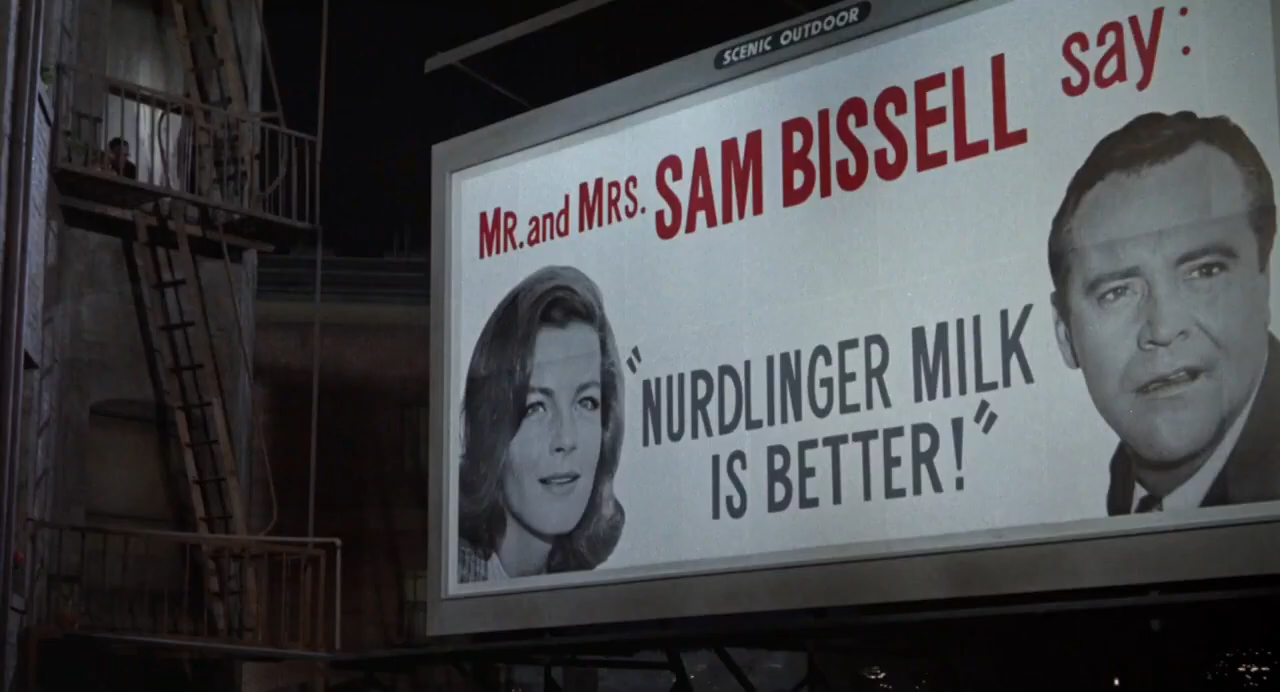 SCENIC OUTDOOR
MR. and MRS. SAM BISSELL say:
"NURDLINGER MILK
IS BETTER!"